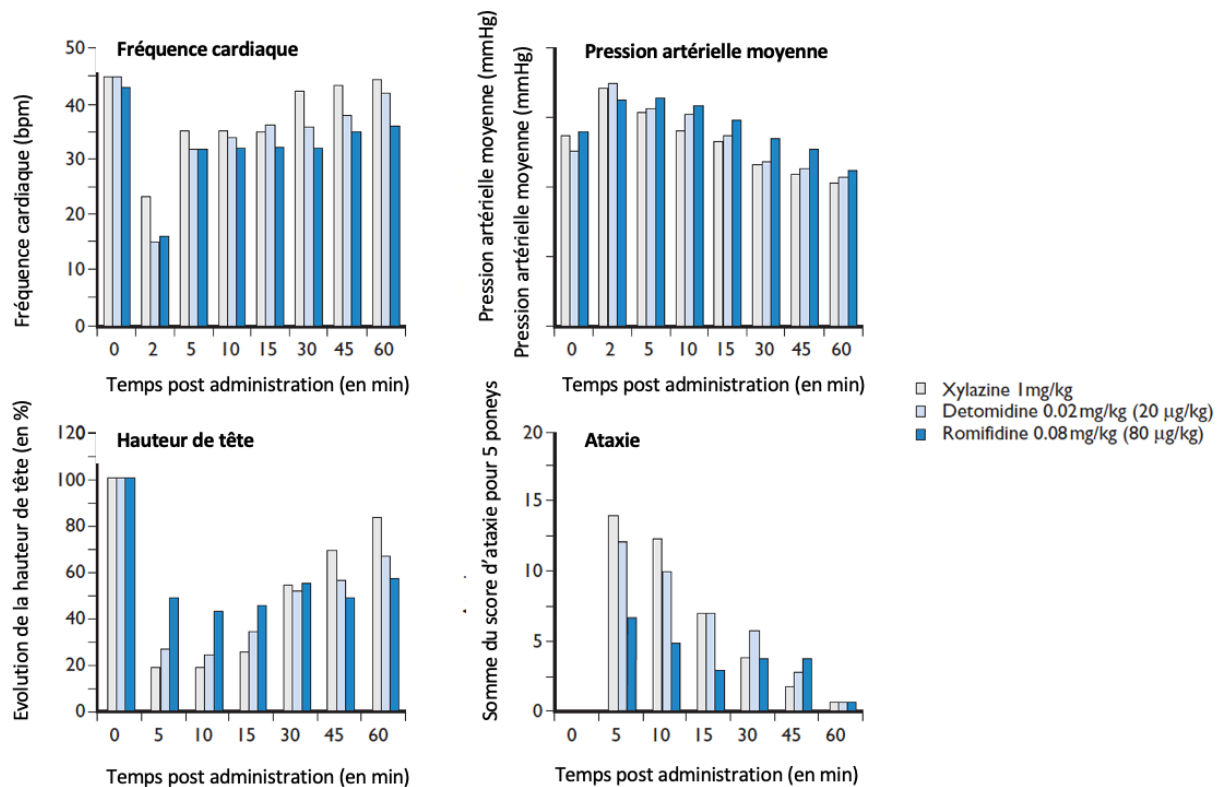 Fréquence cardiaque
50
40
30
20
10
0
Fréquence cardiaque (bpm)
0 2 5 10 15 30 45 60
Temps post administration (en min)
Pression artérielle moyenne
Pression artérielle moyenne (mmHg)
Pression artérielle moyenne (mmHg)
0 2 5 10 15 30 45 60
Temps post administration (en min)
Hauteur de tête
120
100
80
60
40
20
0
Evolution de la hauteur de tête (en %)
0 5 10 15 30 45 60
Temps post administration (en min)
Ataxie
20
15
10
5
0
Somme du score d'ataxie pour 5 poneys
0 5 10 15 30 45 60
Temps post administration (en min)
Xylazine 1mg/kg
Detomidine 0.02mg/kg (20 µg/kg)
Romifidine 0.08mg/kg (80 µg/kg)